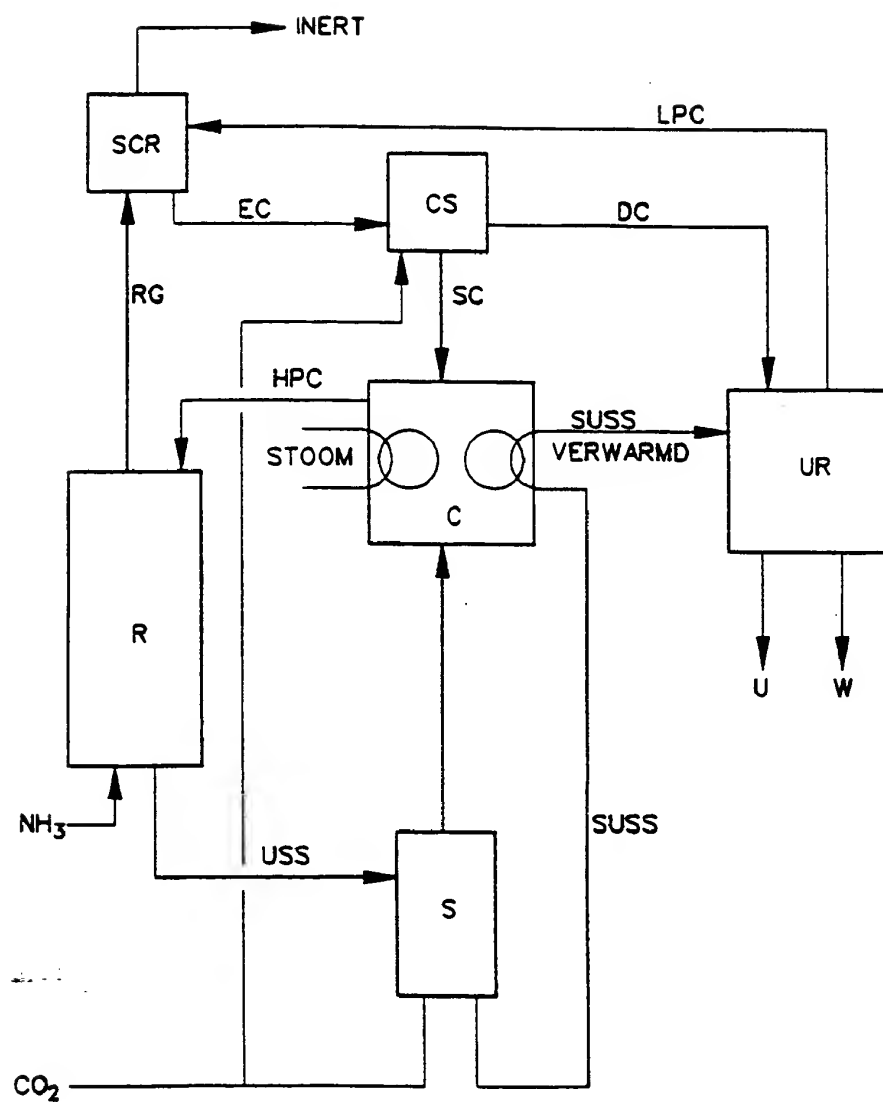 INERT
LPC
SCR
CS
EC
DC
RG
SC
HPC
SUSS
STOOM
VERWARMD
UR
C
R
U
W
NH₃
SUSS
USS
S
CO₂